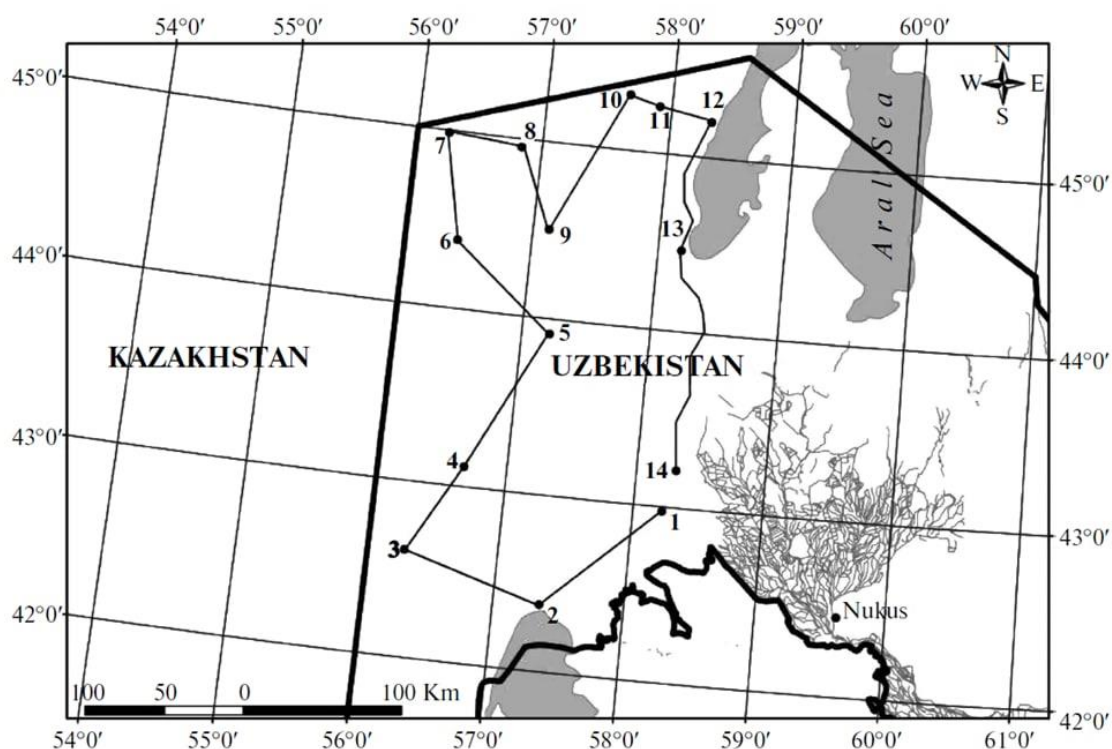 54°0′ 55°0′ 56°0′ 57°0′ 58°0′ 59°0′ 60°0′
N
W E
S
45°0′
10
11
12
7
8
Aral Sea
45°0′
6
9
13
44°0′
5
KAZAKHSTAN
UZBEKISTAN
44°0′
43°0′
4
14
1
3
43°0′
42°0′
2
Nukus
100 50 0 100 Km
42°0′
54°0′ 55°0′ 56°0′ 57°0′ 58°0′ 59°0′ 60°0′ 61°0′